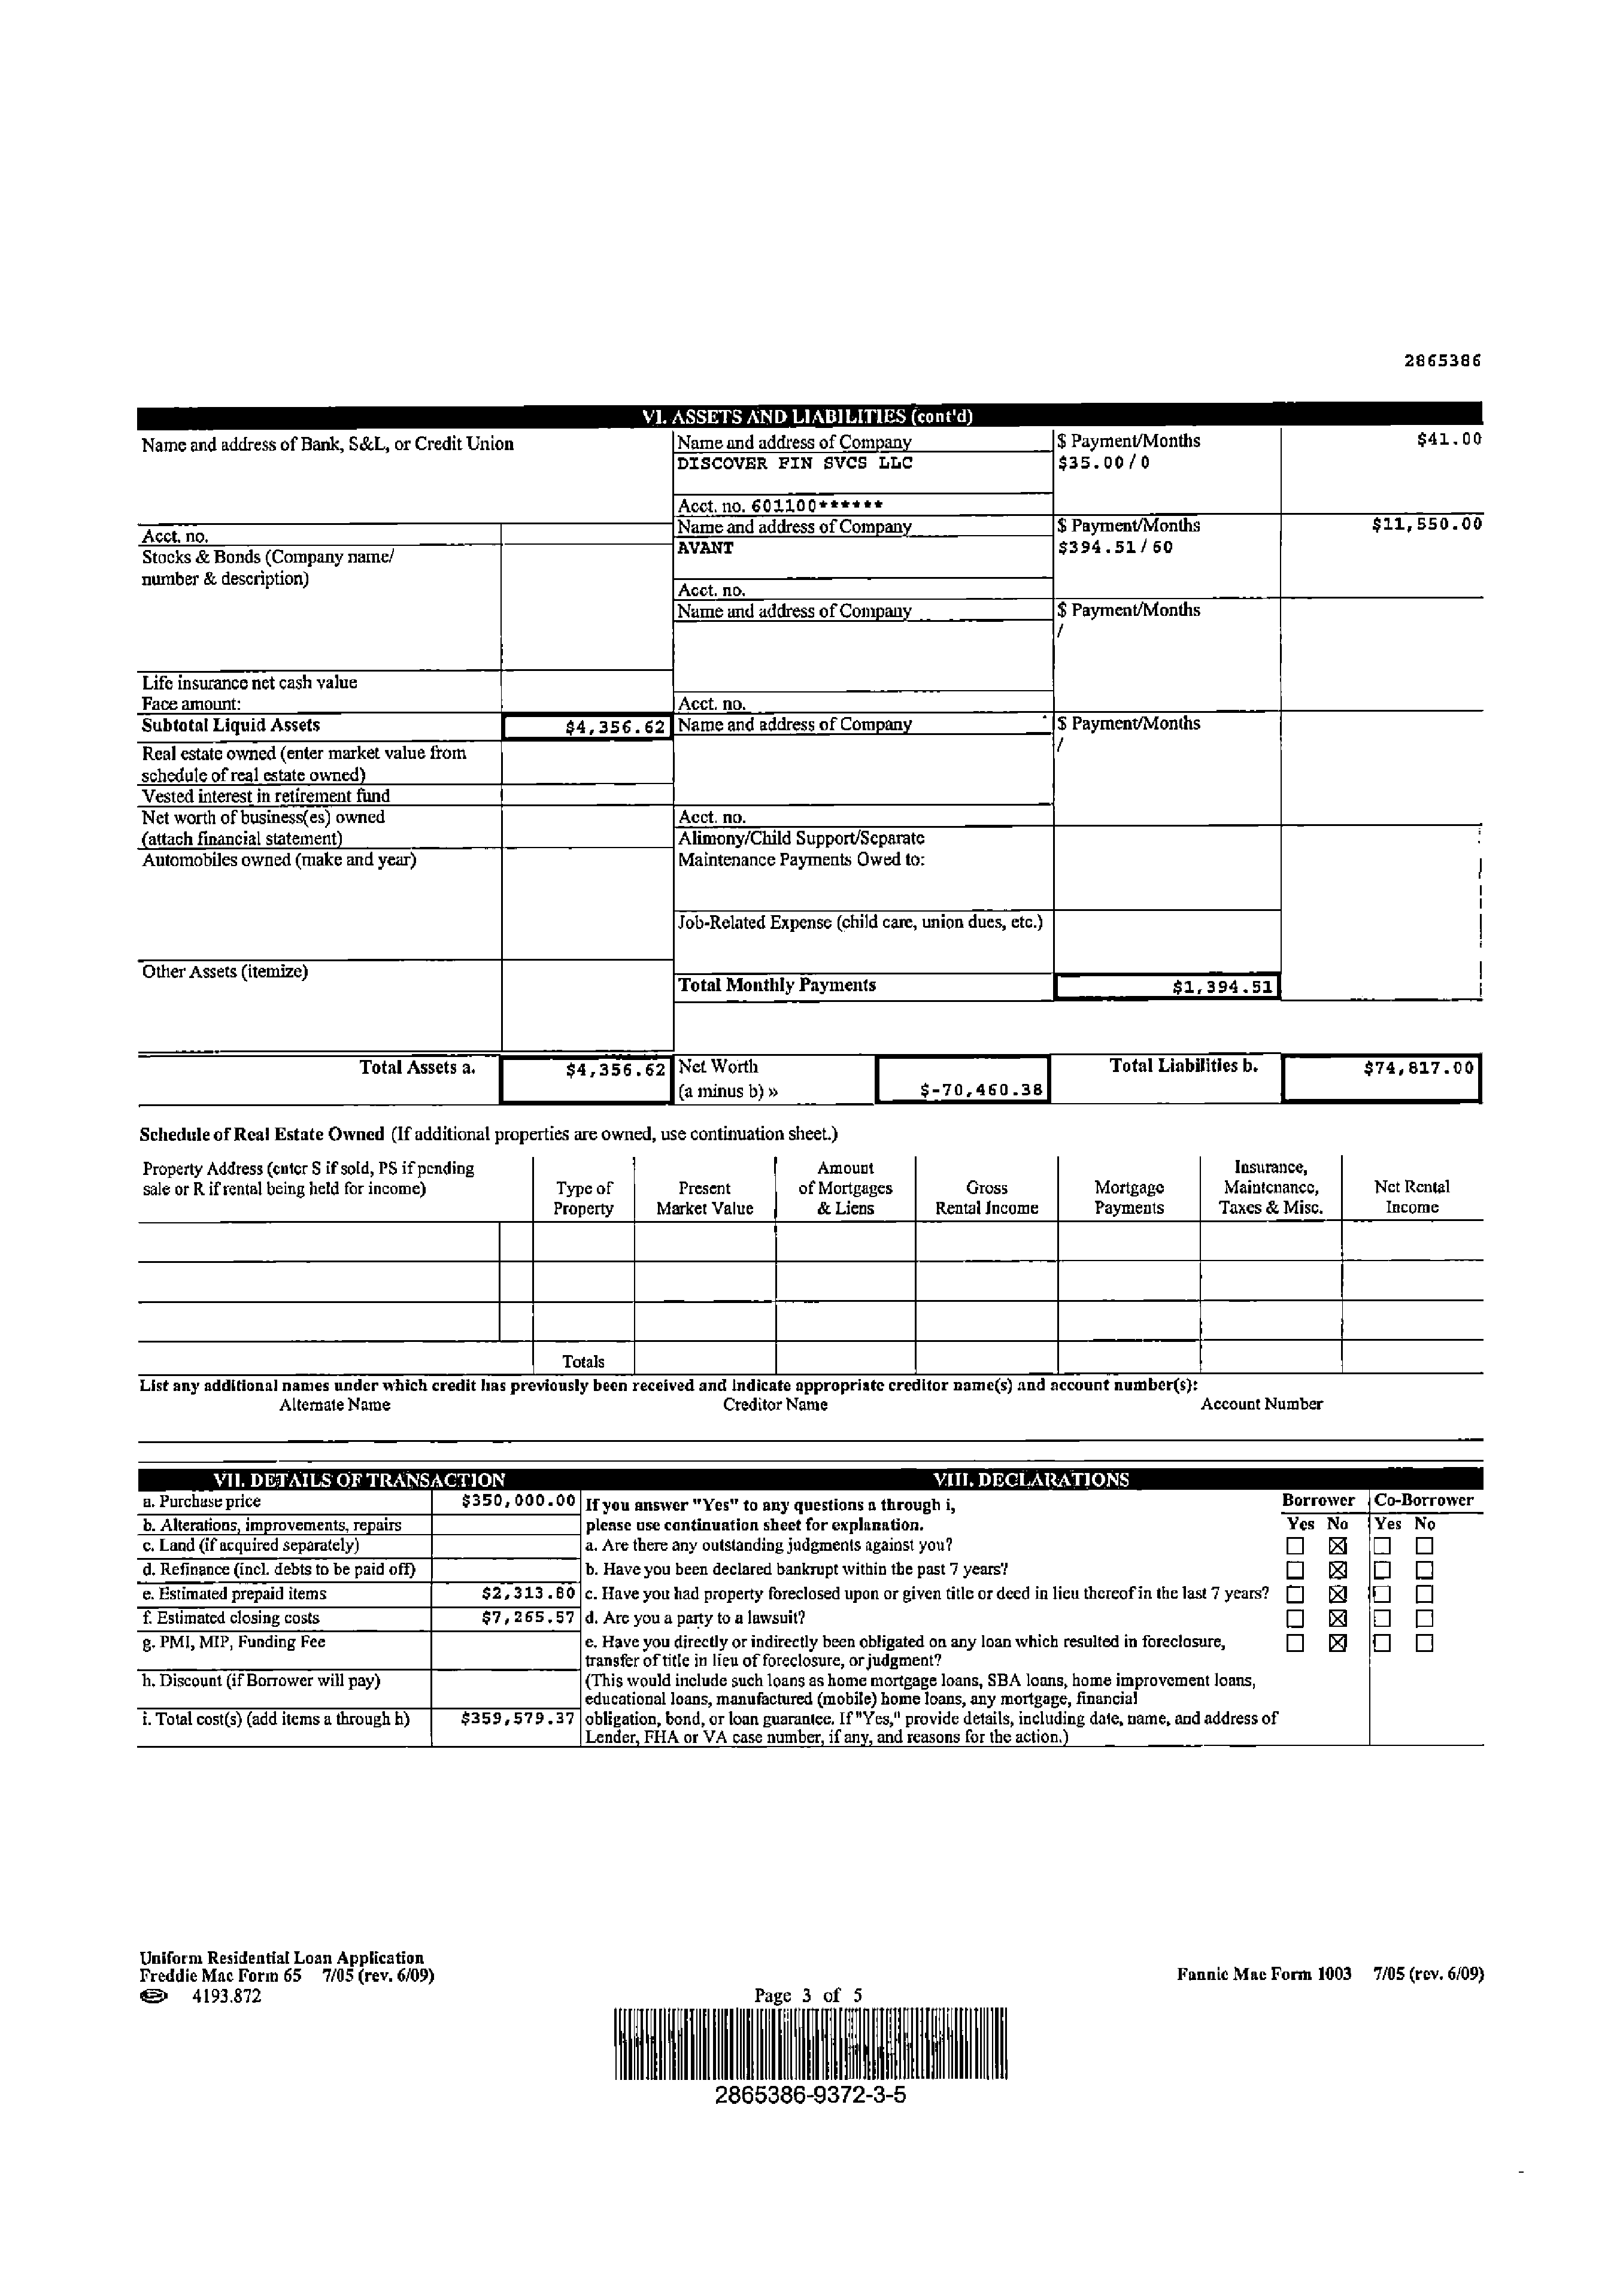 2865386
VI. ASSETS AND LIABILITIES (cont'd)
Name and address of Bank, S&L, or Credit Union
Acct. no.
Stocks & Bonds (Company name/
number & description)
Life insurance net cash value
Face amount:
Subtotal Liquid Assets $4,356.62
Real estate owned (enter market value from
schedule of real estate owned)
Vested interest in retirement fund
Net worth of business(es) owned
(attach financial statement)
Automobiles owned (make and year)
Other Assets (itemize)
Name and address of Company $ Payment/Months $41.00
DISCOVER FIN SVCS LLC $35.00/0
Acct. no. 601100******
Name and address of Company $ Payment/Months $11,550.00
AVANT $394.51/60
Acct. no.
Name and address of Company $ Payment/Months
/
Acct. no.
Name and address of Company $ Payment/Months
/
Acct. no.
Alimony/Child Support/Separate
Maintenance Payments Owed to:
Job-Related Expense (child care, union dues, etc.)
Total Monthly Payments $1,394.51
Total Assets a. $4,356.62 Net Worth
(a minus b) » $-70,460.38 Total Liabilities b. $74,817.00
Schedule of Real Estate Owned (If additional properties are owned, use continuation sheet.)
Property Address (enter S if sold, PS if pending
sale or R if rental being held for income)
Type of
Property
Present
Market Value
Amount
of Mortgages
& Liens
Gross
Rental Income
Mortgage
Payments
Insurance,
Maintenance,
Taxes & Misc.
Net Rental
Income
Totals
List any additional names under which credit has previously been received and indicate appropriate creditor name(s) and account number(s):
Alternate Name Creditor Name Account Number
VII. DETAILS OF TRANSACTION
a. Purchase price $350,000.00
b. Alterations, improvements, repairs
c. Land (if acquired separately)
d. Refinance (incl. debts to be paid off)
e. Estimated prepaid items $2,313.80
f. Estimated closing costs $7,265.57
g. PMI, MIP, Funding Fee
h. Discount (if Borrower will pay)
i. Total cost(s) (add items a through h) $359,579.37
VIII. DECLARATIONS
If you answer "Yes" to any questions a through i, Borrower Co-Borrower
please use continuation sheet for explanation. Yes No Yes No
a. Are there any outstanding judgments against you? ☐ ☒ ☐ ☐
b. Have you been declared bankrupt within the past 7 years? ☐ ☒ ☐ ☐
c. Have you had property foreclosed upon or given title or deed in lieu thereof in the last 7 years? ☐ ☒ ☐ ☐
d. Are you a party to a lawsuit? ☐ ☒ ☐ ☐
e. Have you directly or indirectly been obligated on any loan which resulted in foreclosure, ☐ ☒ ☐ ☐
transfer of title in lieu of foreclosure, or judgment?
(This would include such loans as home mortgage loans, SBA loans, home improvement loans,
educational loans, manufactured (mobile) home loans, any mortgage, financial
obligation, bond, or loan guarantee. If "Yes," provide details, including date, name, and address of
Lender, FHA or VA case number, if any, and reasons for the action.)
Uniform Residential Loan Application
Freddie Mac Form 65 7/05 (rev. 6/09) Fannie Mae Form 1003 7/05 (rev. 6/09)
4193.872
Page 3 of 5
2865386-9372-3-5